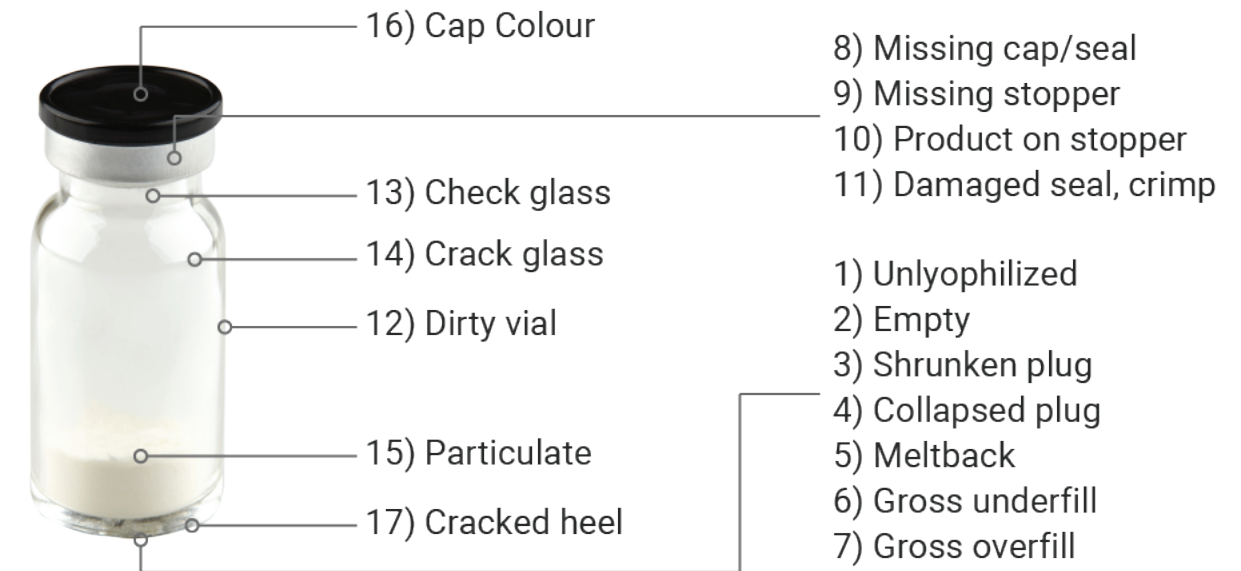 16) Cap Colour
13) Check glass
14) Crack glass
12) Dirty vial
15) Particulate
17) Cracked heel
8) Missing cap/seal
9) Missing stopper
10) Product on stopper
11) Damaged seal, crimp
1) Unlyophilized
2) Empty
3) Shrunken plug
4) Collapsed plug
5) Meltback
6) Gross underfill
7) Gross overfill